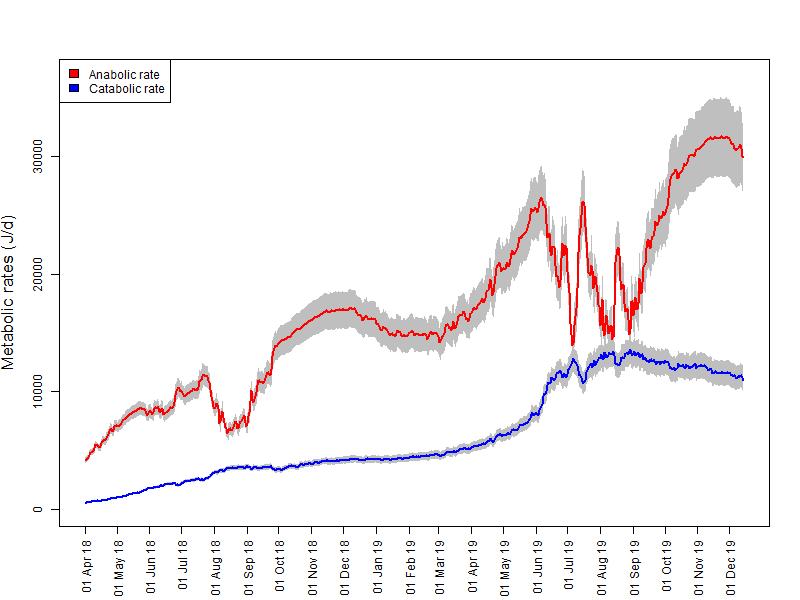 Anabolic rate
Catabolic rate
Metabolic rates (J/d)
30000
20000
10000
0
01 Apr 18
01 May 18
01 Jun 18
01 Jul 18
01 Aug 18
01 Sep 18
01 Oct 18
01 Nov 18
01 Dec 18
01 Jan 19
01 Feb 19
01 Mar 19
01 Apr 19
01 May 19
01 Jun 19
01 Jul 19
01 Aug 19
01 Sep 19
01 Oct 19
01 Nov 19
01 Dec 19